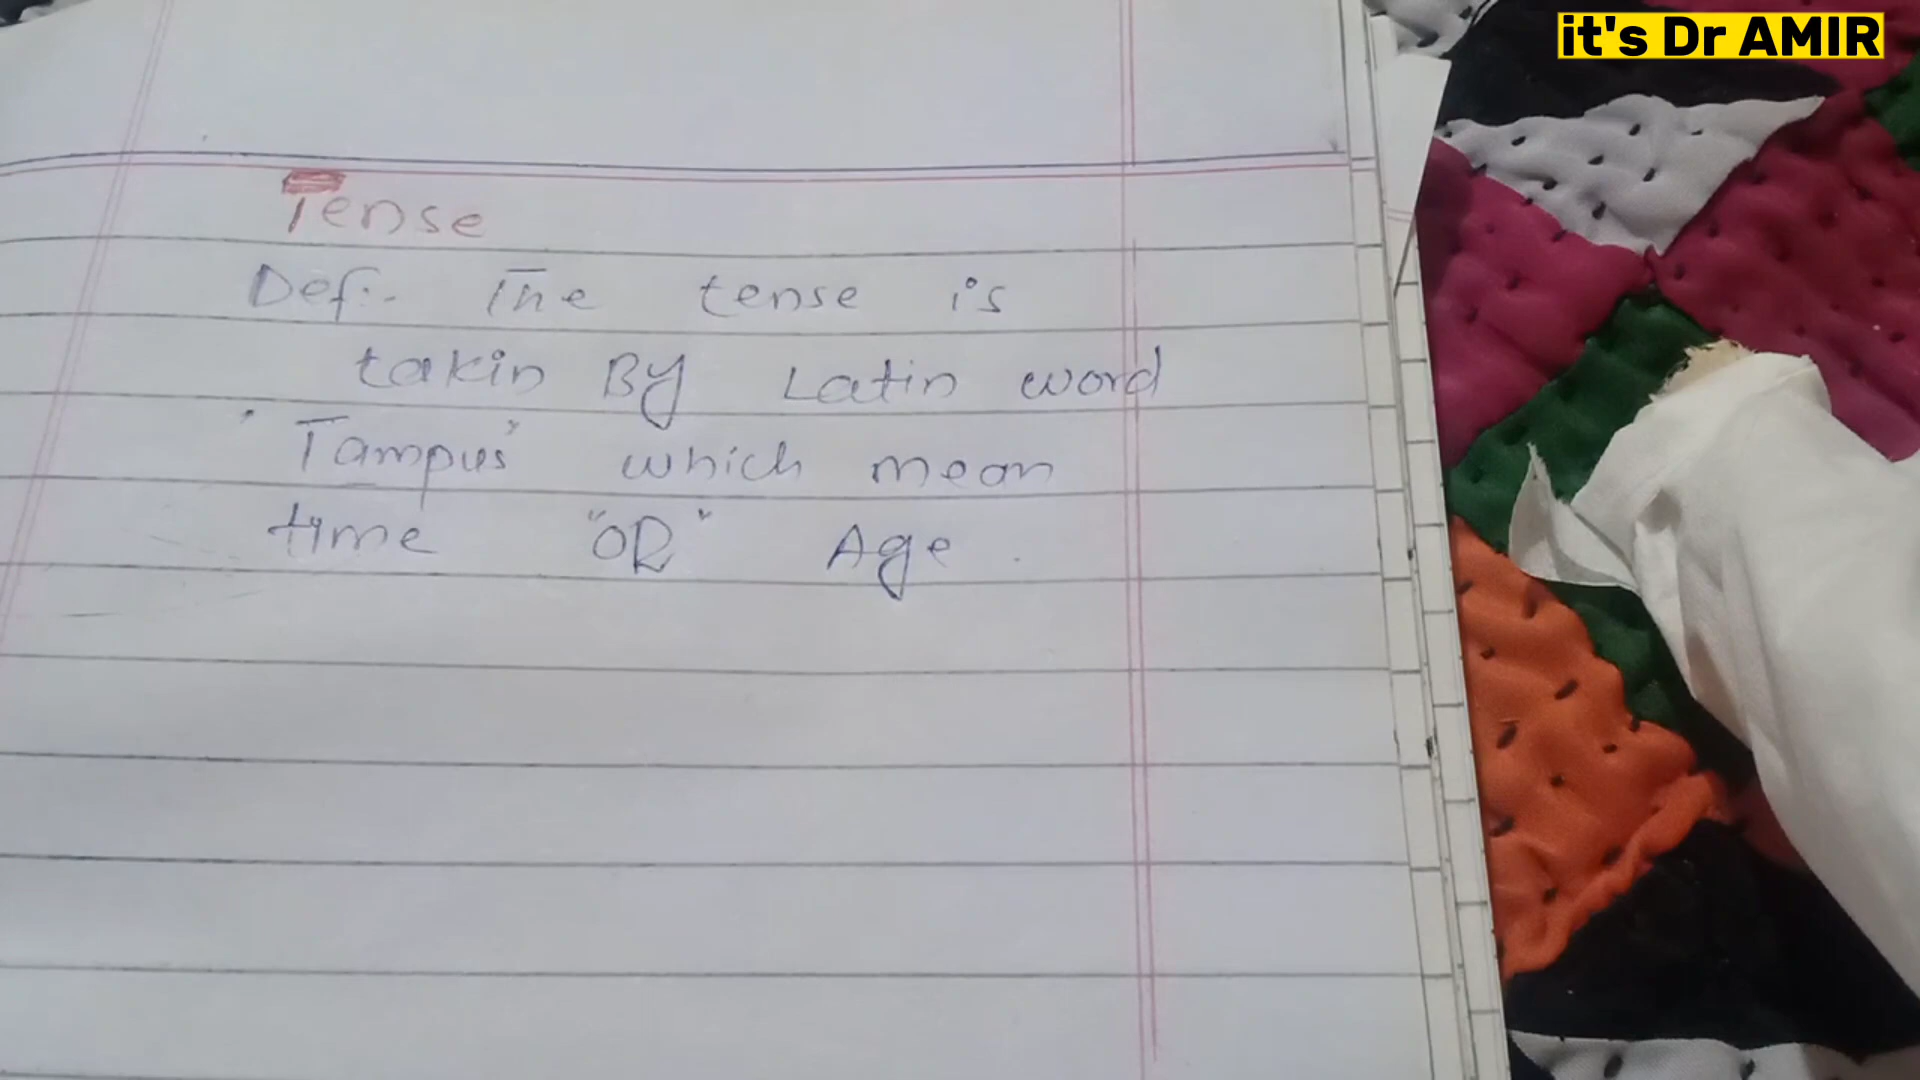 it's Dr AMIR
Tense
Def:- The tense is
takin By Latin word
"Tampus" which mean
time "OR" Age.